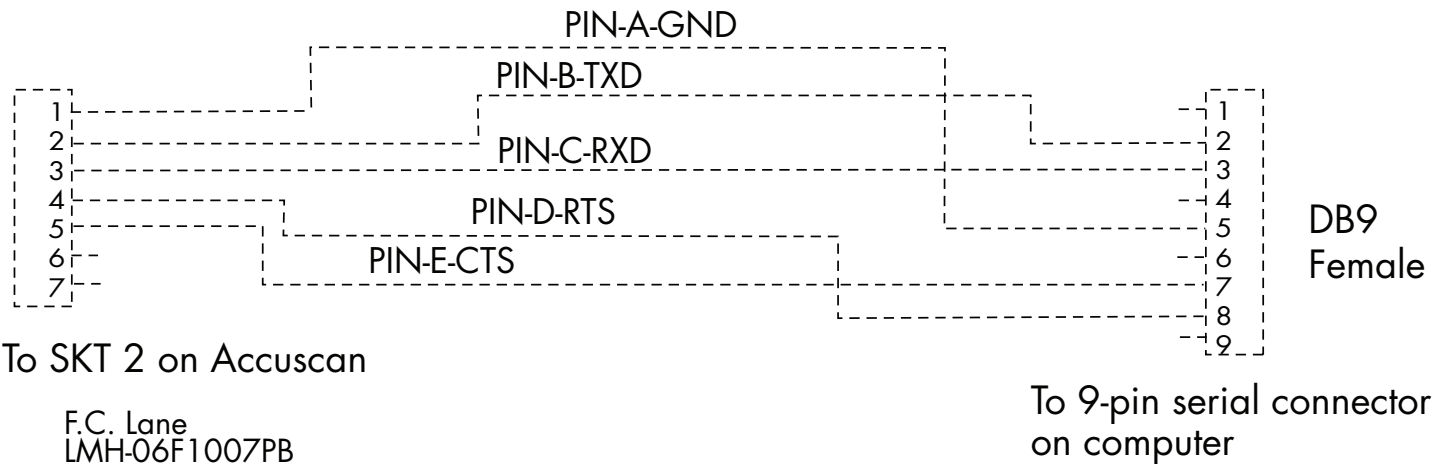 PIN-A-GND
PIN-B-TXD
PIN-C-RXD
PIN-D-RTS
PIN-E-CTS
1
2
3
4
5
6
7
1
2
3
4
5
6
7
8
9
DB9
Female
To SKT 2 on Accuscan
F.C. Lane
LMH-06F1007PB
To 9-pin serial connector
on computer